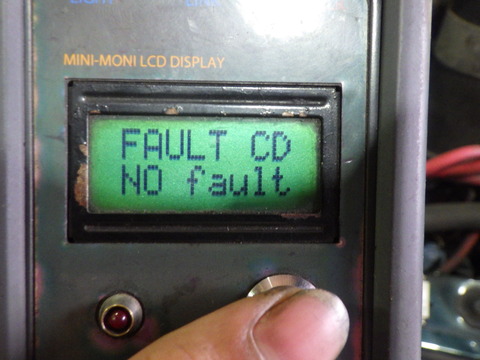 MINI-MONI LCD DISPLAY
FAULT CD
NO fault